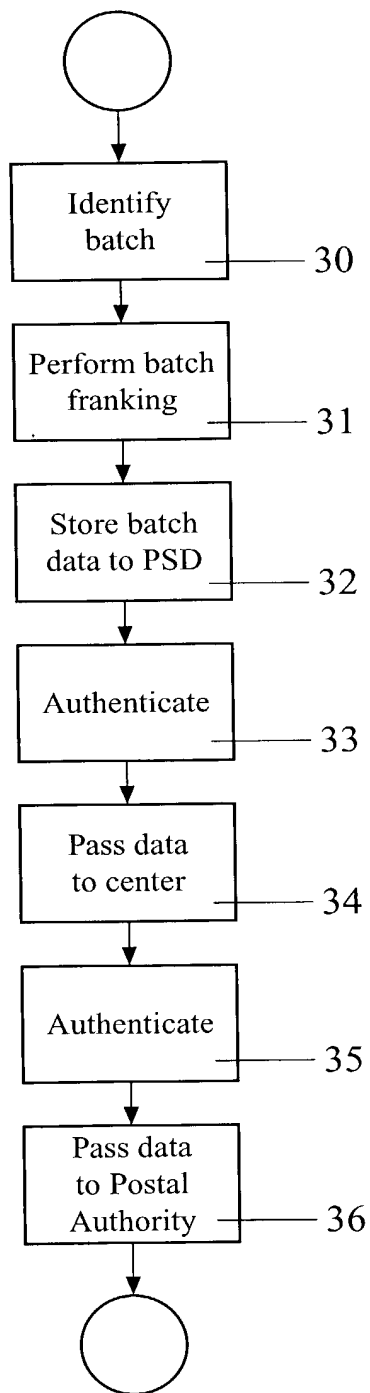 Identify
batch
30
Perform batch
franking
31
Store batch
data to PSD
32
Authenticate
33
Pass data
to center
34
Authenticate
35
Pass data
to Postal
Authority
36